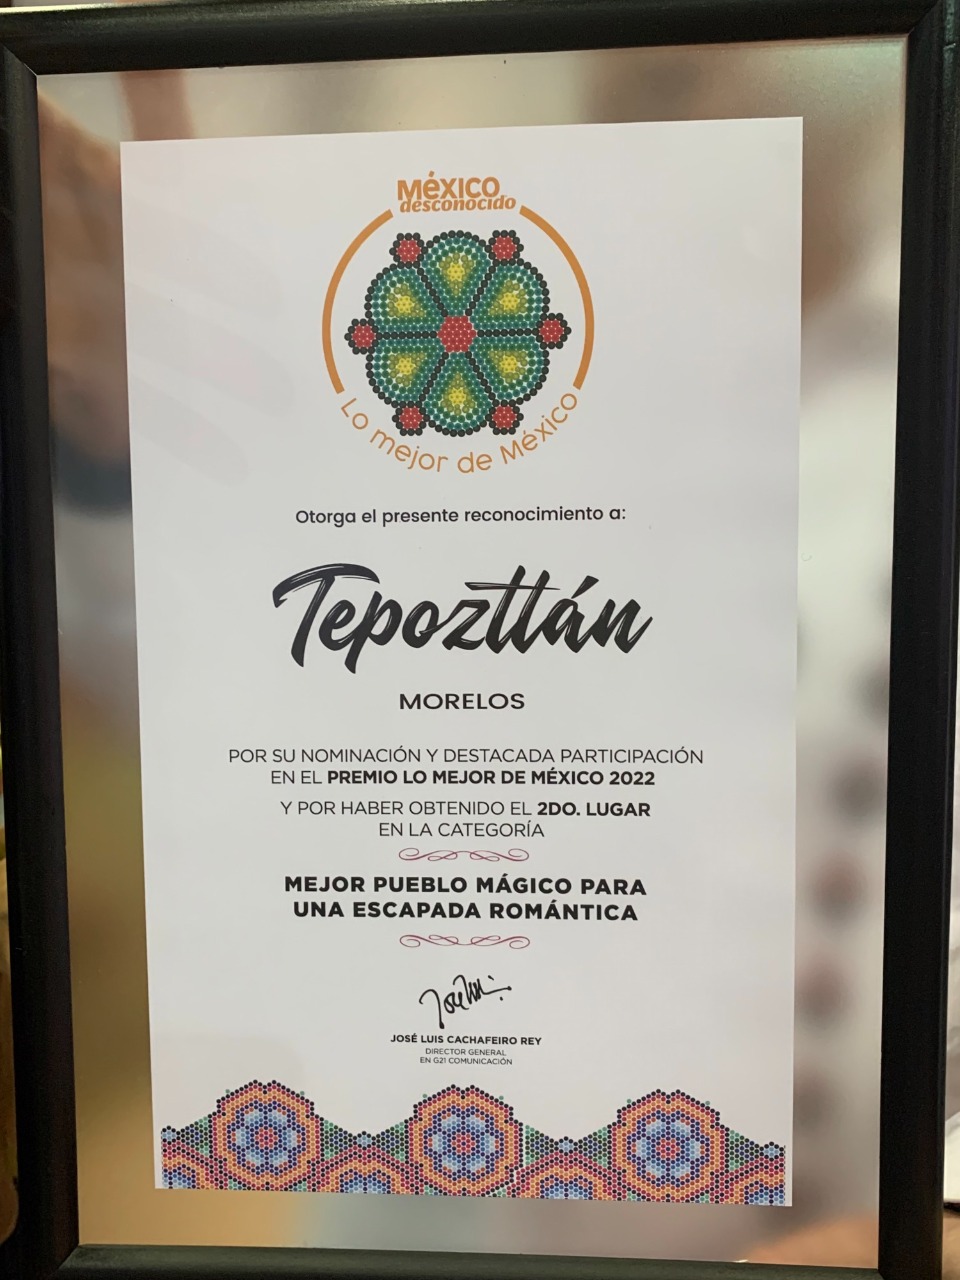 MéxICO
desconocido
Lo mejor de México
Otorga el presente reconocimiento a:
Tepoztlán
MORELOS
POR SU NOMINACIÓN Y DESTACADA PARTICIPACIÓN
EN EL PREMIO LO MEJOR DE MÉXICO 2022
Y POR HABER OBTENIDO EL 2DO. LUGAR
EN LA CATEGORÍA
MEJOR PUEBLO MÁGICO PARA
UNA ESCAPADA ROMÁNTICA
JOSÉ LUIS CACHAFEIRO REY
DIRECTOR GENERAL
EN G21 COMUNICACIÓN